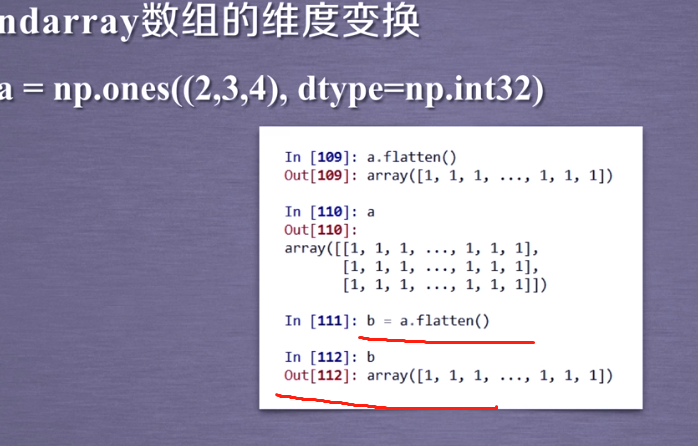 ndarray数组的维度变换
a = np.ones((2,3,4), dtype=np.int32)
In [109]: a.flatten()
Out[109]: array([1, 1, 1, ..., 1, 1, 1])
In [110]: a
Out[110]:
array([[1, 1, 1, ..., 1, 1, 1],
[1, 1, 1, ..., 1, 1, 1],
[1, 1, 1, ..., 1, 1, 1]])
In [111]: b = a.flatten()
In [112]: b
Out[112]: array([1, 1, 1, ..., 1, 1, 1])